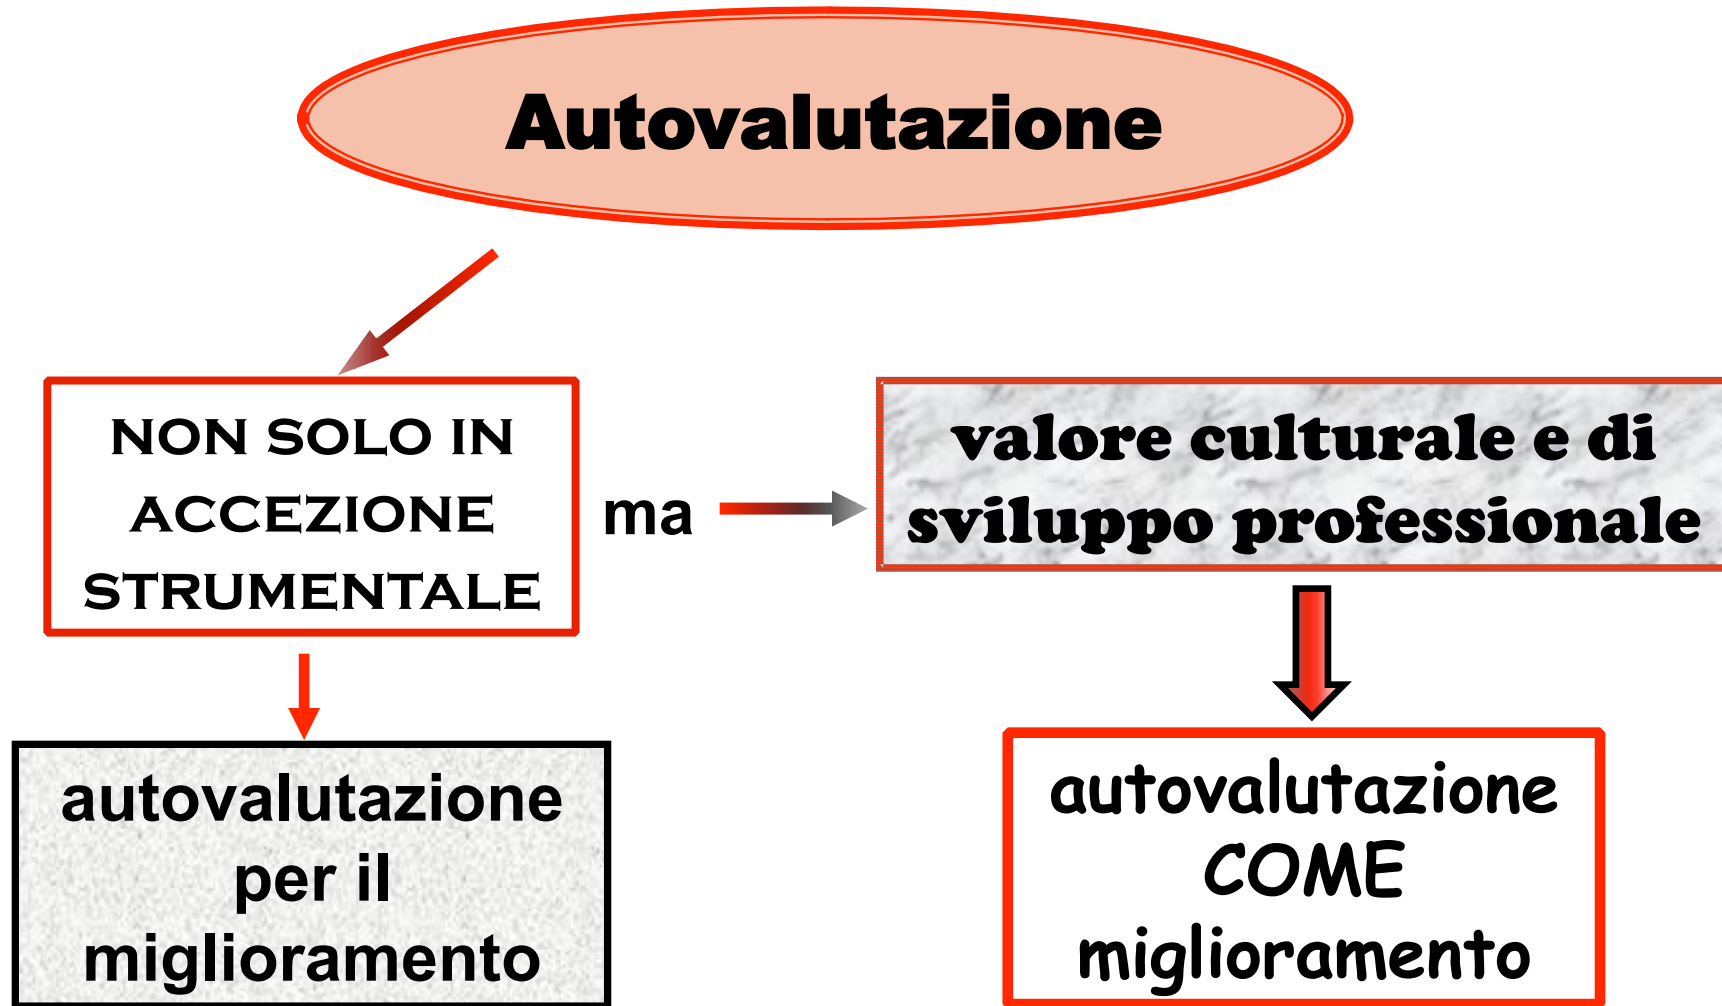 Autovalutazione
NON SOLO IN
ACCEZIONE
STRUMENTALE
ma
valore culturale e di
sviluppo professionale
autovalutazione
per il
miglioramento
autovalutazione
COME
miglioramento